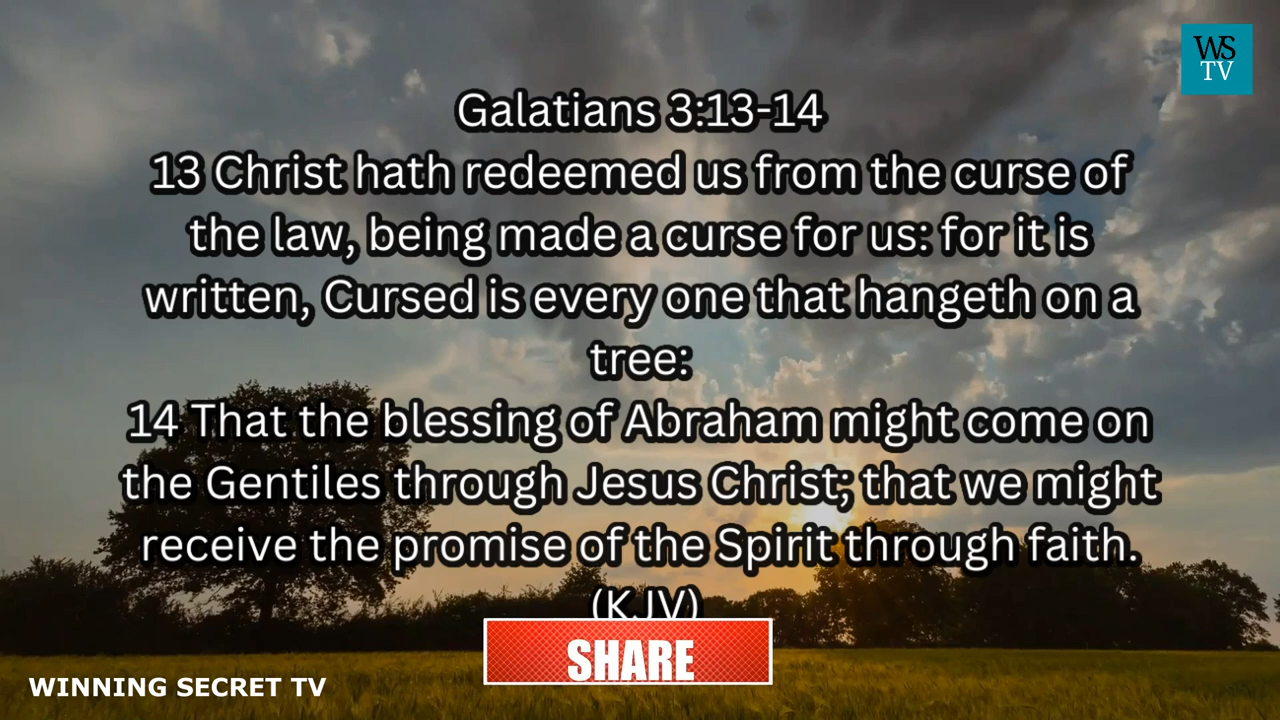 WS
TV
Galatians 3:13-14
13 Christ hath redeemed us from the curse of
the law, being made a curse for us: for it is
written, Cursed is every one that hangeth on a
tree:
14 That the blessing of Abraham might come on
the Gentiles through Jesus Christ; that we might
receive the promise of the Spirit through faith.
(KJV)
SHARE
WINNING SECRET TV